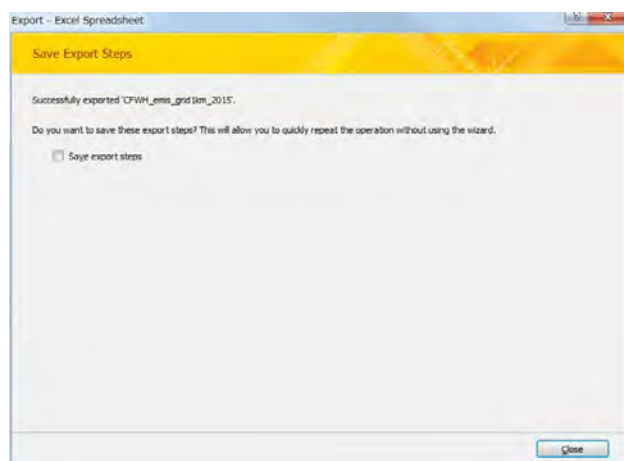 Export - Excel Spreadsheet
Save Export Steps
Successfully exported 'CFWH_emis_grid1km_2015'.
Do you want to save these export steps? This will allow you to quickly repeat the operation without using the wizard.
Save export steps
Close